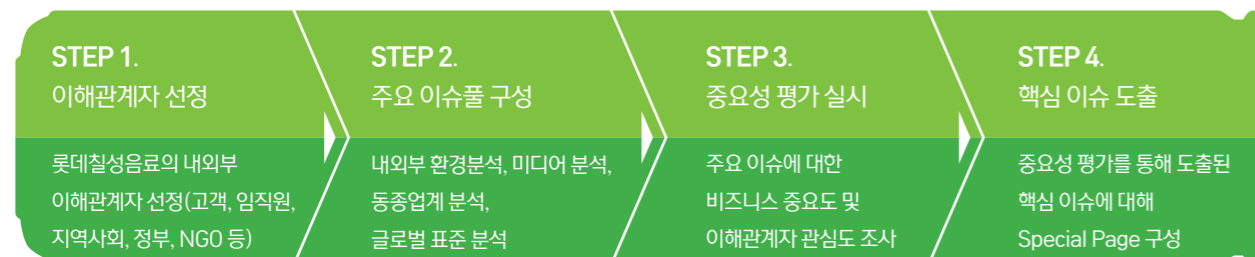 STEP 1.
이해관계자 선정
롯데칠성음료의 내외부
이해관계자 선정(고객, 임직원,
지역사회, 정부, NGO 등)
STEP 2.
주요 이슈풀 구성
내외부 환경분석, 미디어 분석,
동종업계 분석,
글로벌 표준 분석
STEP 3.
중요성 평가 실시
주요 이슈에 대한
비즈니스 중요도 및
이해관계자 관심도 조사
STEP 4.
핵심 이슈 도출
중요성 평가를 통해 도출된
핵심 이슈에 대해
Special Page 구성